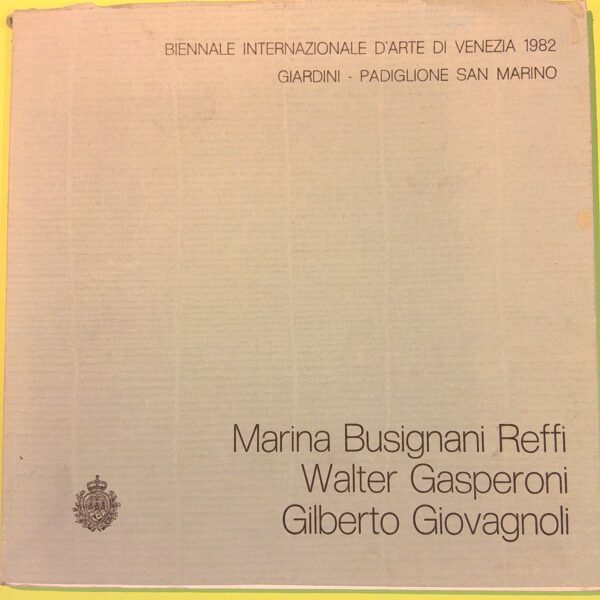 BIENNALE INTERNAZIONALE D'ARTE DI VENEZIA 1982
GIARDINI - PADIGLIONE SAN MARINO
Marina Busignani Reffi
Walter Gasperoni
Gilberto Giovagnoli